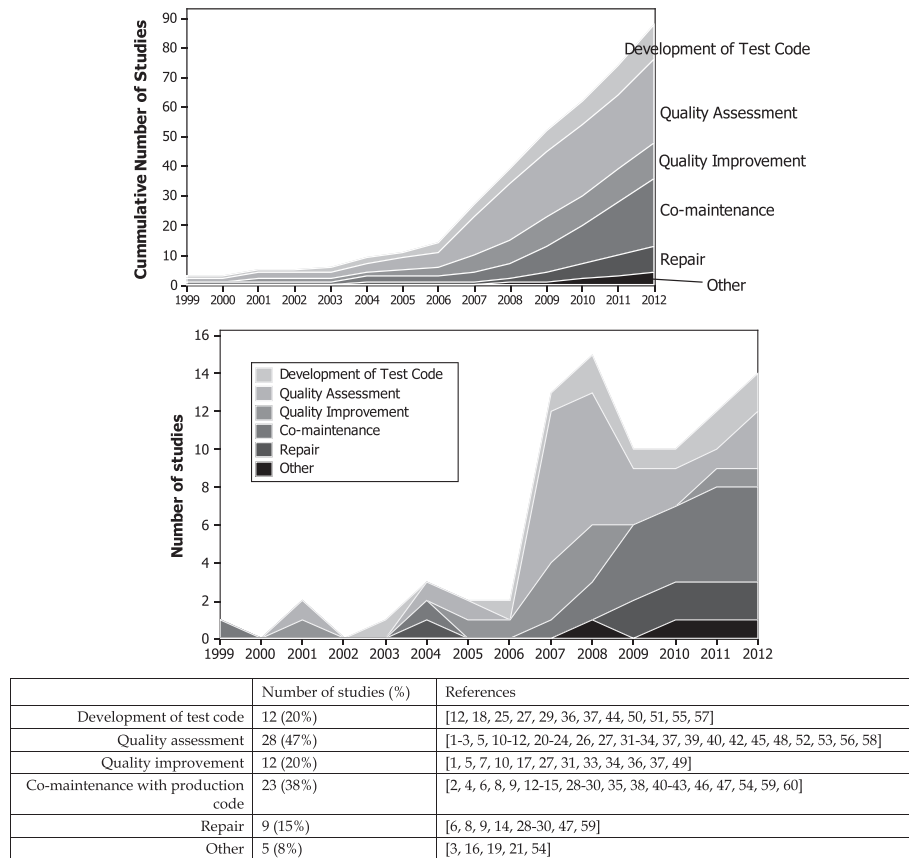 Cummulative Number of Studies
90
80
70
60
50
40
30
20
10
0
1999 2000 2001 2002 2003 2004 2005 2006 2007 2008 2009 2010 2011 2012
Development of Test Code
Quality Assessment
Quality Improvement
Co-maintenance
Repair
Other
Number of studies
16
14
12
10
8
6
4
2
0
Development of Test Code
Quality Assessment
Quality Improvement
Co-maintenance
Repair
Other
1999 2000 2001 2002 2003 2004 2005 2006 2007 2008 2009 2010 2011 2012
Number of studies (%) References
Development of test code 12 (20%) [12, 18, 25, 27, 29, 36, 37, 44, 50, 51, 55, 57]
Quality assessment 28 (47%) [1-3, 5, 10-12, 20-24, 26, 27, 31-34, 37, 39, 40, 42, 45, 48, 52, 53, 56, 58]
Quality improvement 12 (20%) [1, 5, 7, 10, 17, 27, 31, 33, 34, 36, 37, 49]
Co-maintenance with production 23 (38%) [2, 4, 6, 8, 9, 12-15, 28-30, 35, 38, 40-43, 46, 47, 54, 59, 60]
code
Repair 9 (15%) [6, 8, 9, 14, 28-30, 47, 59]
Other 5 (8%) [3, 16, 19, 21, 54]